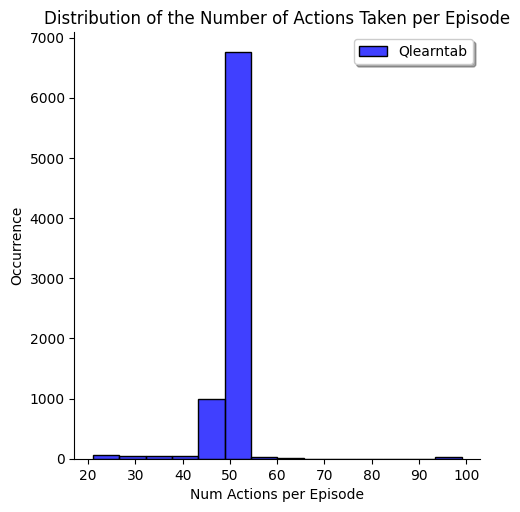 Distribution of the Number of Actions Taken per Episode
Qlearntab
7000
6000
5000
4000
3000
2000
1000
0
Occurrence
20 30 40 50 60 70 80 90 100
Num Actions per Episode